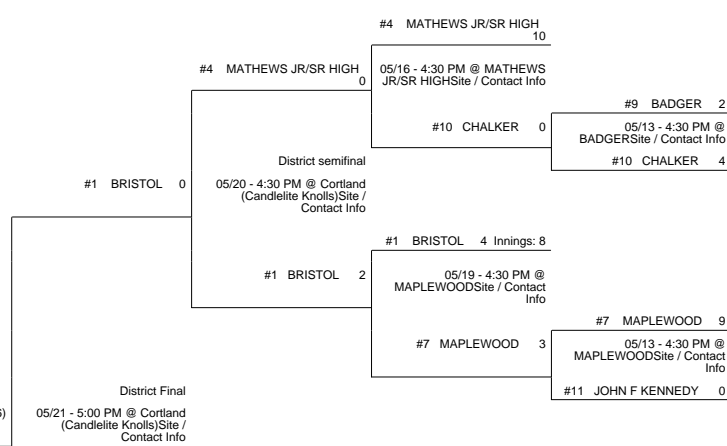 #4 MATHEWS JR/SR HIGH
10
#4 MATHEWS JR/SR HIGH
0
05/16 - 4:30 PM @ MATHEWS
JR/SR HIGHSite / Contact Info
#9 BADGER 2
#10 CHALKER 0
05/13 - 4:30 PM @
BADGERSite / Contact Info
#10 CHALKER 4
District semifinal
#1 BRISTOL 0
05/20 - 4:30 PM @ Cortland
(Candlelite Knolls)Site /
Contact Info
#1 BRISTOL 4 Innings: 8
#1 BRISTOL 2
05/19 - 4:30 PM @
MAPLEWOODSite / Contact
Info
#7 MAPLEWOOD 9
#7 MAPLEWOOD 3
05/13 - 4:30 PM @
MAPLEWOODSite / Contact
Info
#11 JOHN F KENNEDY 0
District Final
05/21 - 5:00 PM @ Cortland
(Candlelite Knolls)Site /
Contact Info